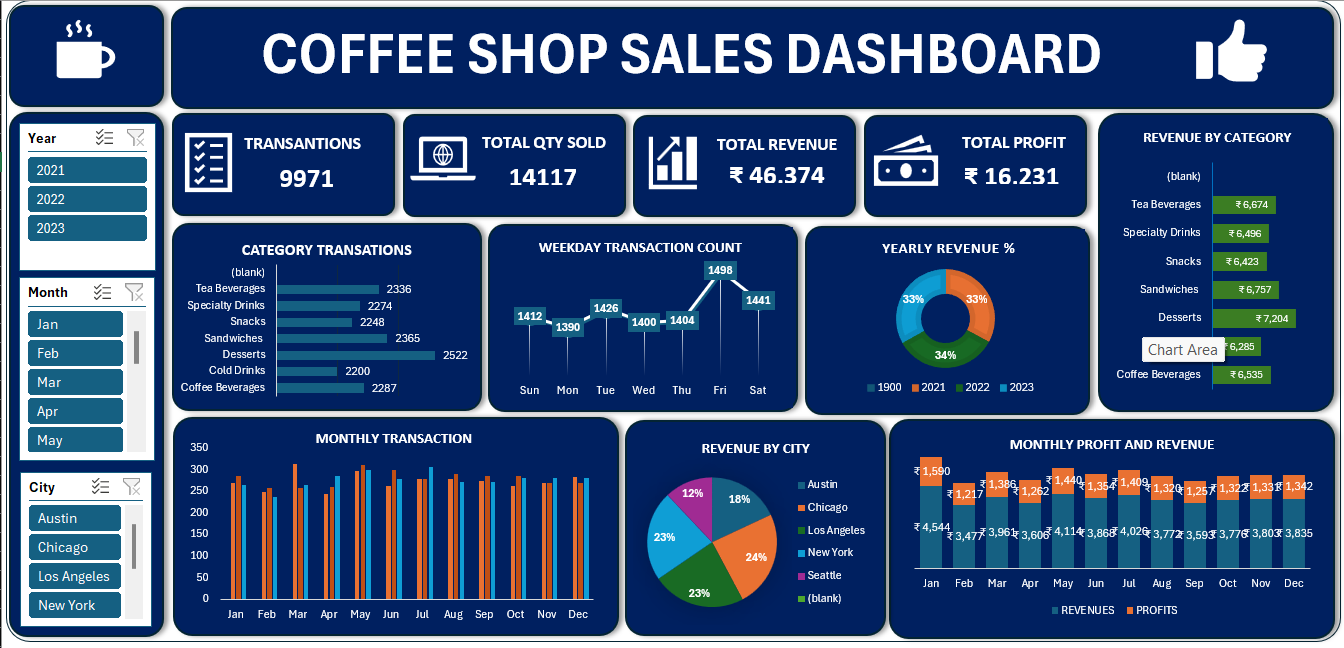 COFFEE SHOP SALES DASHBOARD
Year
2021
2022
2023
Month
Jan
Feb
Mar
Apr
May
City
Austin
Chicago
Los Angeles
New York
TRANSANTIONS
9971
TOTAL QTY SOLD
14117
TOTAL REVENUE
₹ 46.374
TOTAL PROFIT
₹ 16.231
CATEGORY TRANSATIONS
(blank)
Tea Beverages 2336
Specialty Drinks 2274
Snacks 2248
Sandwiches 2365
Desserts 2522
Cold Drinks 2200
Coffee Beverages 2287
WEEKDAY TRANSACTION COUNT
1412 1390 1426 1400 1404 1498 1441
Sun Mon Tue Wed Thu Fri Sat
YEARLY REVENUE %
33% 33%
34%
1900 2021 2022 2023
REVENUE BY CATEGORY
(blank)
Tea Beverages ₹ 6,674
Specialty Drinks ₹ 6,496
Snacks ₹ 6,423
Sandwiches ₹ 6,757
Desserts ₹ 7,204
Chart Area ₹ 6,285
Coffee Beverages ₹ 6,535
MONTHLY TRANSACTION
350
300
250
200
150
100
50
0
Jan Feb Mar Apr May Jun Jul Aug Sep Oct Nov Dec
REVENUE BY CITY
12% 18%
23% 24%
23%
Austin
Chicago
Los Angeles
New York
Seattle
(blank)
MONTHLY PROFIT AND REVENUE
₹ 1,590 ₹ 1,217 ₹ 1,386 ₹ 1,262 ₹ 1,440 ₹ 1,354 ₹ 1,409 ₹ 1,320 ₹ 1,257 ₹ 1,322 ₹ 1,331 ₹ 1,342
₹ 4,544 ₹ 3,477 ₹ 3,961 ₹ 3,606 ₹ 4,114 ₹ 3,868 ₹ 4,026 ₹ 3,772 ₹ 3,593 ₹ 3,776 ₹ 3,803 ₹ 3,835
Jan Feb Mar Apr May Jun Jul Aug Sep Oct Nov Dec
REVENUES PROFITS